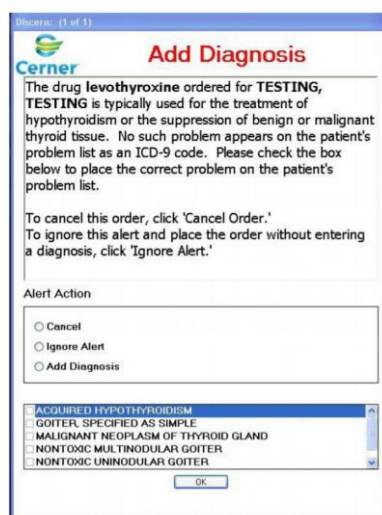 Discern: (1 of 1)
Cerner
Add Diagnosis
The drug levothyroxine ordered for TESTING,
TESTING is typically used for the treatment of
hypothyroidism or the suppression of benign or malignant
thyroid tissue. No such problem appears on the patient's
problem list as an ICD-9 code. Please check the box
below to place the correct problem on the patient's
problem list.
To cancel this order, click 'Cancel Order.'
To ignore this alert and place the order without entering
a diagnosis, click 'Ignore Alert.'
Alert Action
Cancel
Ignore Alert
Add Diagnosis
ACQUIRED HYPOTHYROIDISM
GOITER, SPECIFIED AS SIMPLE
MALIGNANT NEOPLASM OF THYROID GLAND
NONTOXIC MULTINODULAR GOITER
NONTOXIC UNINODULAR GOITER
OK